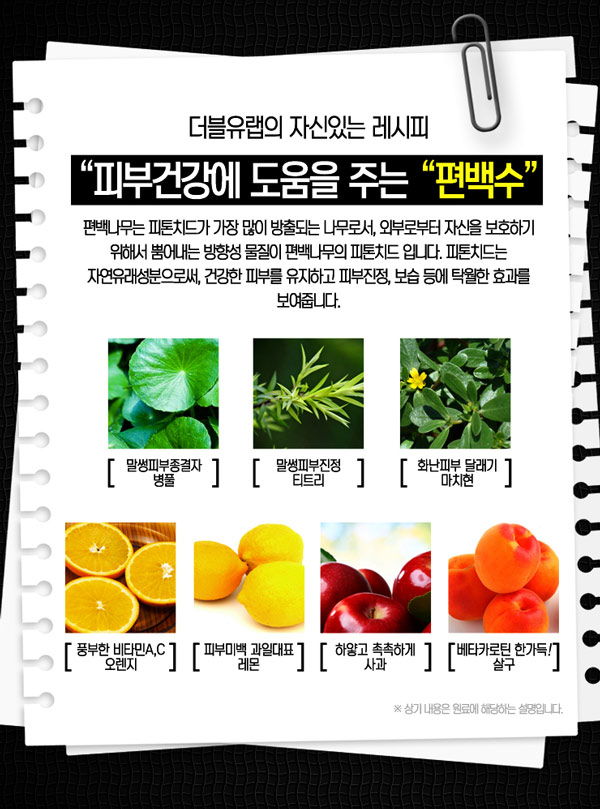 더블유랩의 자신있는 레시피
“피부건강에 도움을 주는 “편백수”
편백나무는 피톤치드가 가장 많이 방출되는 나무로서, 외부로부터 자신을 보호하기
위해서 뿜어내는 방향성 물질이 편백나무의 피톤치드 입니다. 피톤치드는
자연유래성분으로써, 건강한 피부를 유지하고 피부진정, 보습 등에 탁월한 효과를
보여줍니다.
말썽피부종결자
병풀
말썽피부진정
티트리
화난피부 달래기
마치현
풍부한 비타민A,C
오렌지
피부미백 과일대표
레몬
하얗고 촉촉하게
사과
베타카로틴 한가득!
살구
※ 상기 내용은 원료에 해당하는 설명입니다.